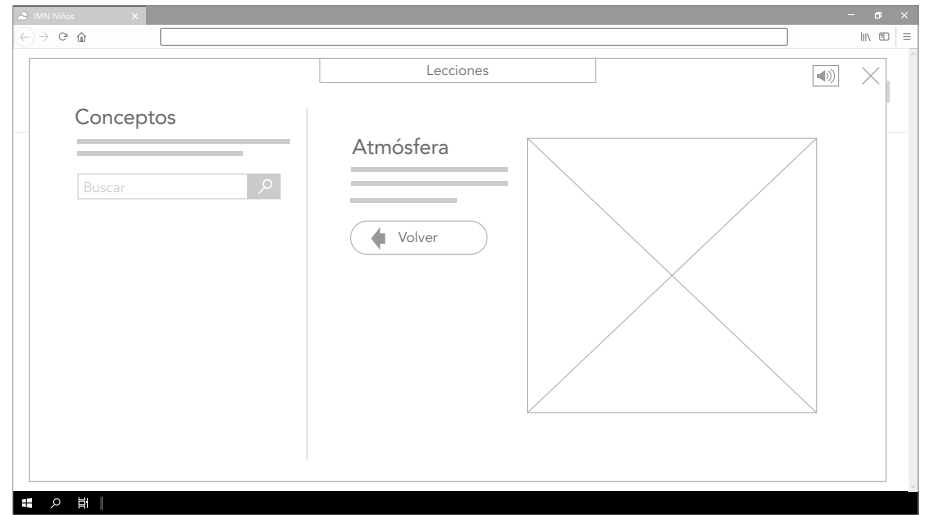 IMN Niños
Lecciones
Conceptos
Buscar
Atmósfera
Volver